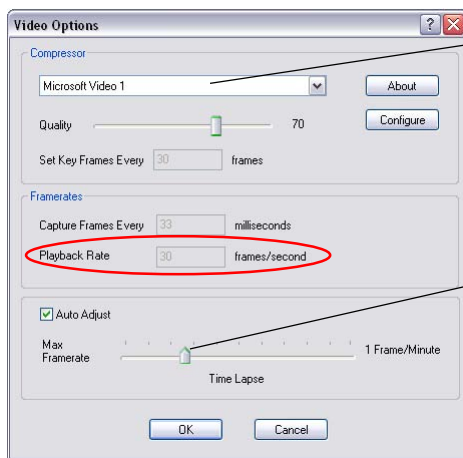 Video Options
Compressor
Microsoft Video 1
About
Quality 70
Configure
Set Key Frames Every 30 frames
Framerates
Capture Frames Every 33 milliseconds
Playback Rate 30 frames/second
Auto Adjust
Max
Framerate
1 Frame/Minute
Time Lapse
OK Cancel